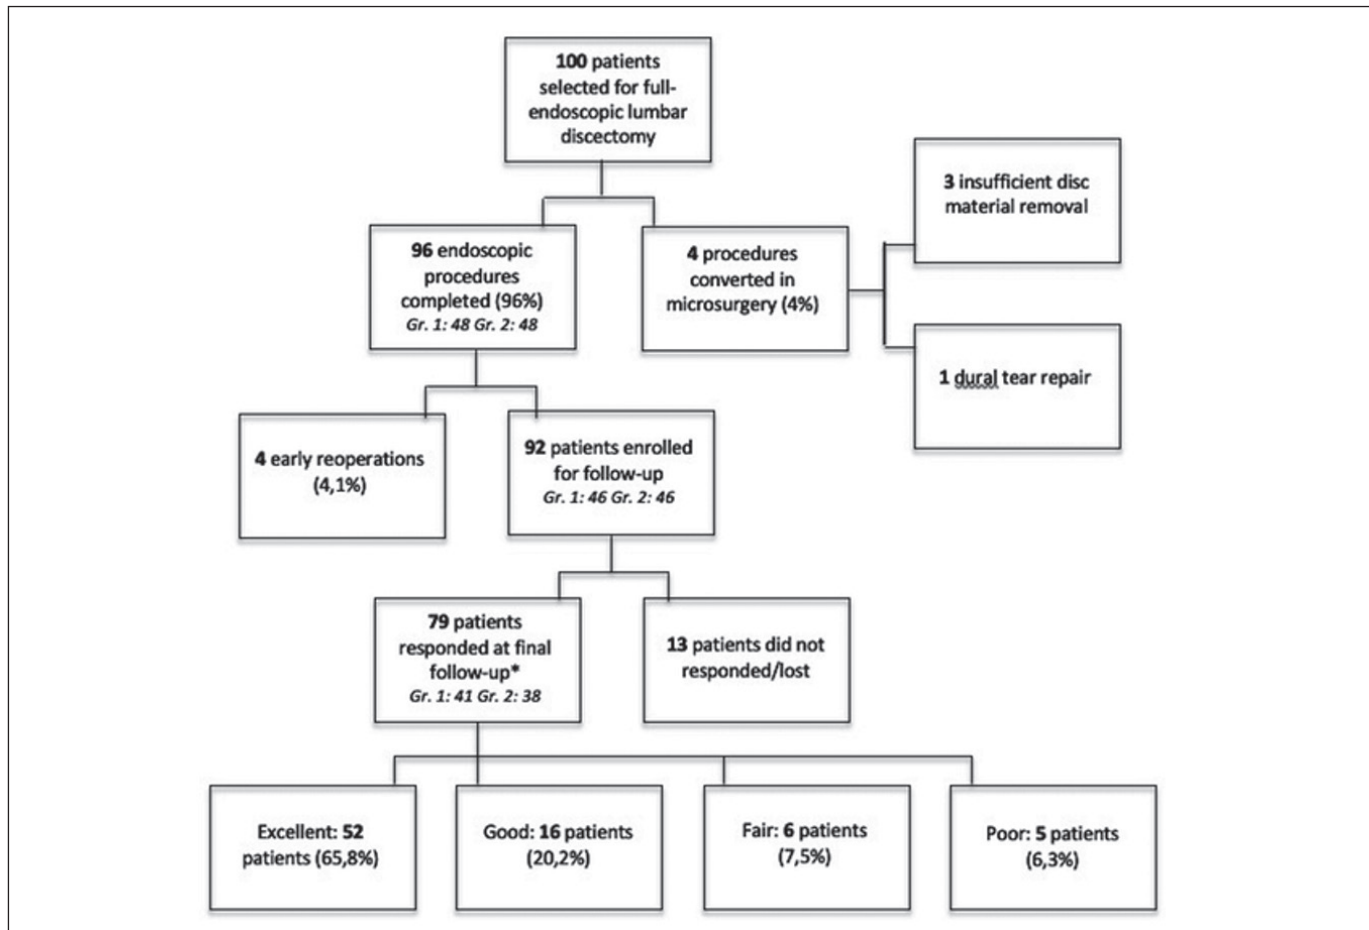 100 patients
selected for full-
endoscopic lumbar
discectomy
3 insufficient disc
material removal
96 endoscopic
procedures
completed (96%)
Gr. 1: 48 Gr. 2: 48
4 procedures
converted in
microsurgery (4%)
1 dural tear repair
4 early reoperations
(4,1%)
92 patients enrolled
for follow-up
Gr. 1: 46 Gr. 2: 46
79 patients
responded at final
follow-up*
Gr. 1: 41 Gr. 2: 38
13 patients did not
responded/lost
Excellent: 52
patients (65,8%)
Good: 16 patients
(20,2%)
Fair: 6 patients
(7,5%)
Poor: 5 patients
(6,3%)